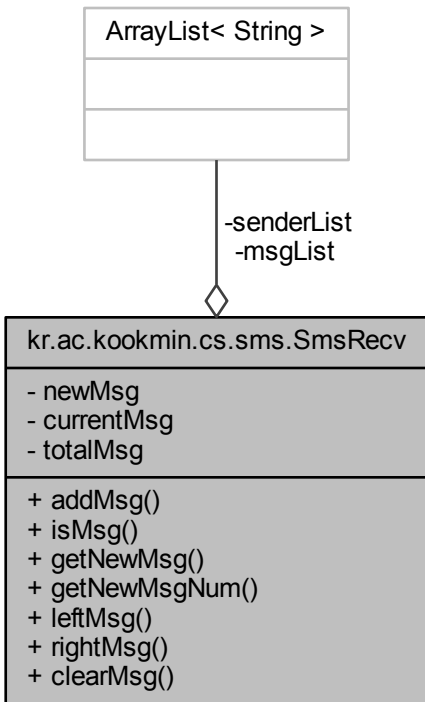 ArrayList< String >
-senderList
-msgList
kr.ac.kookmin.cs.sms.SmsRecv
- newMsg
- currentMsg
- totalMsg
+ addMsg()
+ isMsg()
+ getNewMsg()
+ getNewMsgNum()
+ leftMsg()
+ rightMsg()
+ clearMsg()